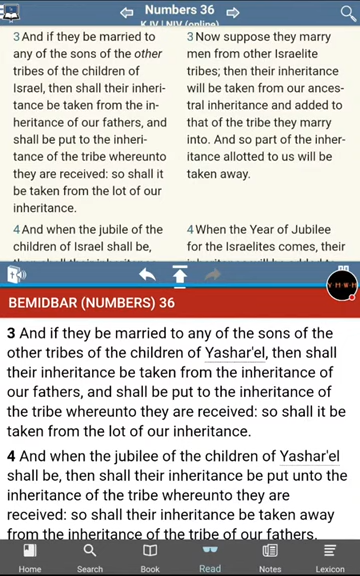 Numbers 36
KJV | NIV (online)
3 And if they be married to
any of the sons of the other
tribes of the children of
Israel, then shall their inheri-
tance be taken from the in-
heritance of our fathers, and
shall be put to the inheri-
tance of the tribe whereunto
they are received: so shall it
be taken from the lot of our
inheritance.
4 And when the jubile of the
children of Israel shall be,
then shall their inheritance
3 Now suppose they marry
men from other Israelite
tribes; then their inheritance
will be taken from our ances-
tral inheritance and added to
that of the tribe they marry
into. And so part of the inher-
itance allotted to us will be
taken away.
4 When the Year of Jubilee
for the Israelites comes, their
inheritance will be added to
BEMIDBAR (NUMBERS) 36
3 And if they be married to any of the sons of the
other tribes of the children of Yashar'el, then shall
their inheritance be taken from the inheritance of
our fathers, and shall be put to the inheritance of
the tribe whereunto they are received: so shall it be
taken from the lot of our inheritance.
4 And when the jubilee of the children of Yashar'el
shall be, then shall their inheritance be put unto the
inheritance of the tribe whereunto they are
received: so shall their inheritance be taken away
from the inheritance of the tribe of our fathers.
Home
Search
Book
Read
Notes
Lexicon